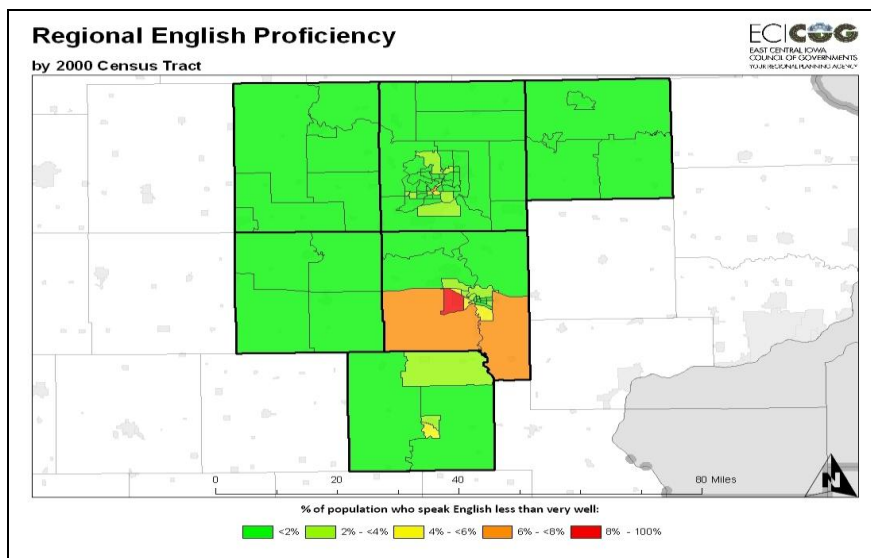 Regional English Proficiency
by 2000 Census Tract
ECICOG
EAST CENTRAL IOWA
COUNCIL OF GOVERNMENTS
YOUR REGIONAL PLANNING AGENCY
0 20 40 80 Miles
N
% of population who speak English less than very well:
<2% 2% - <4% 4% - <6% 6% - <8% 8% - 100%